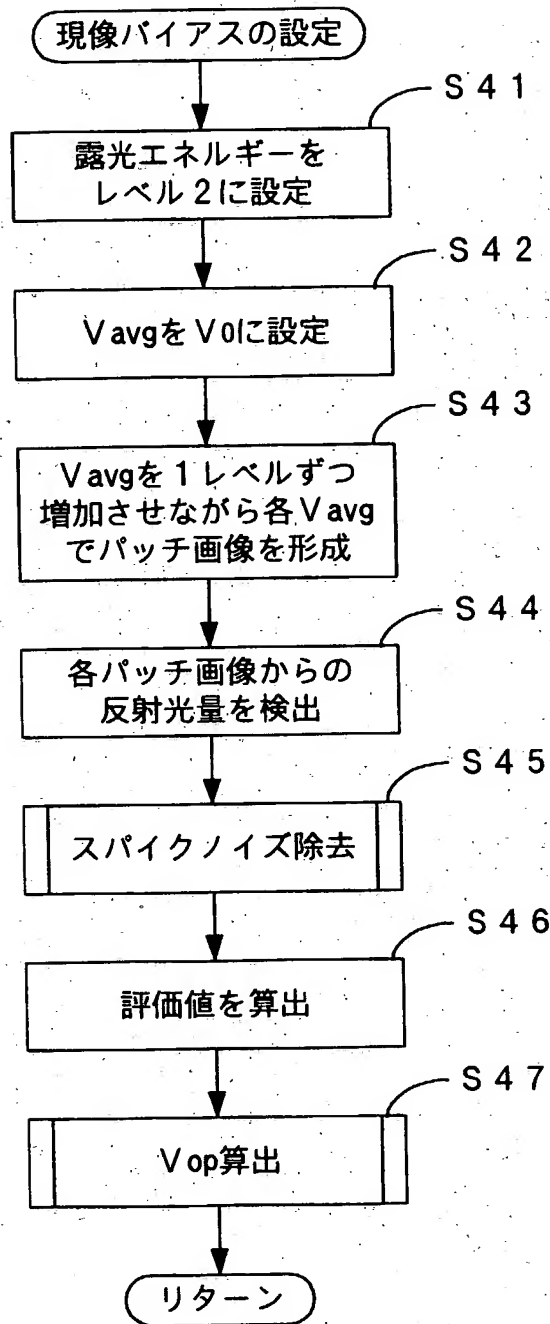 現像バイアスの設定
S41
露光エネルギーを
レベル2に設定
S42
VavgをV0に設定
S43
Vavgを1レベルずつ
増加させながら各Vavg
でパッチ画像を形成
S44
各パッチ画像からの
反射光量を検出
S45
スパイクノイズ除去
S46
評価値を算出
S47
Vop算出
リターン